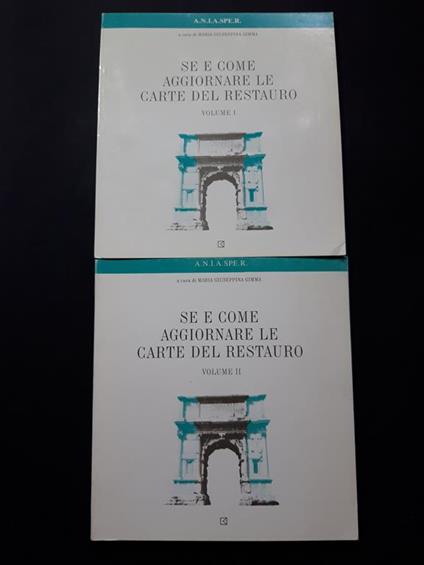 A.N.I.A.SPE.R.
a cura di MARIA GIUSEPPINA GIMMA
SE E COME
AGGIORNARE LE
CARTE DEL RESTAURO
VOLUME I
A.N.I.A.SPE.R.
a cura di MARIA GIUSEPPINA GIMMA
SE E COME
AGGIORNARE LE
CARTE DEL RESTAURO
VOLUME II